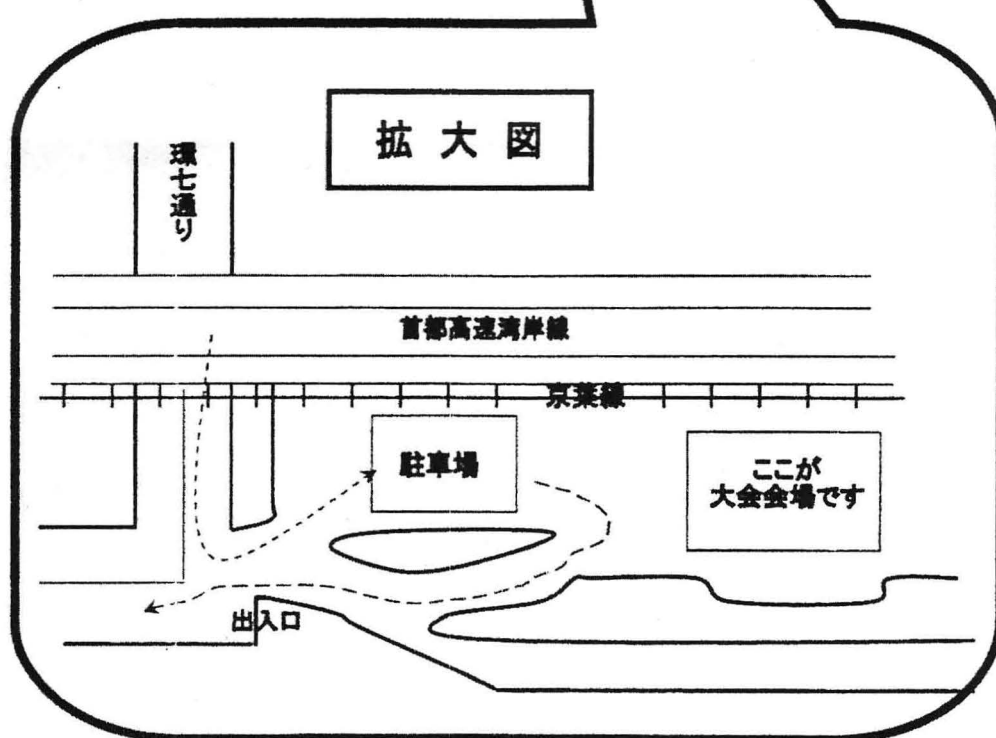 拡大図
環七通り
首都高速湾岸線
京葉線
駐車場
ここが
大会会場です
出入口